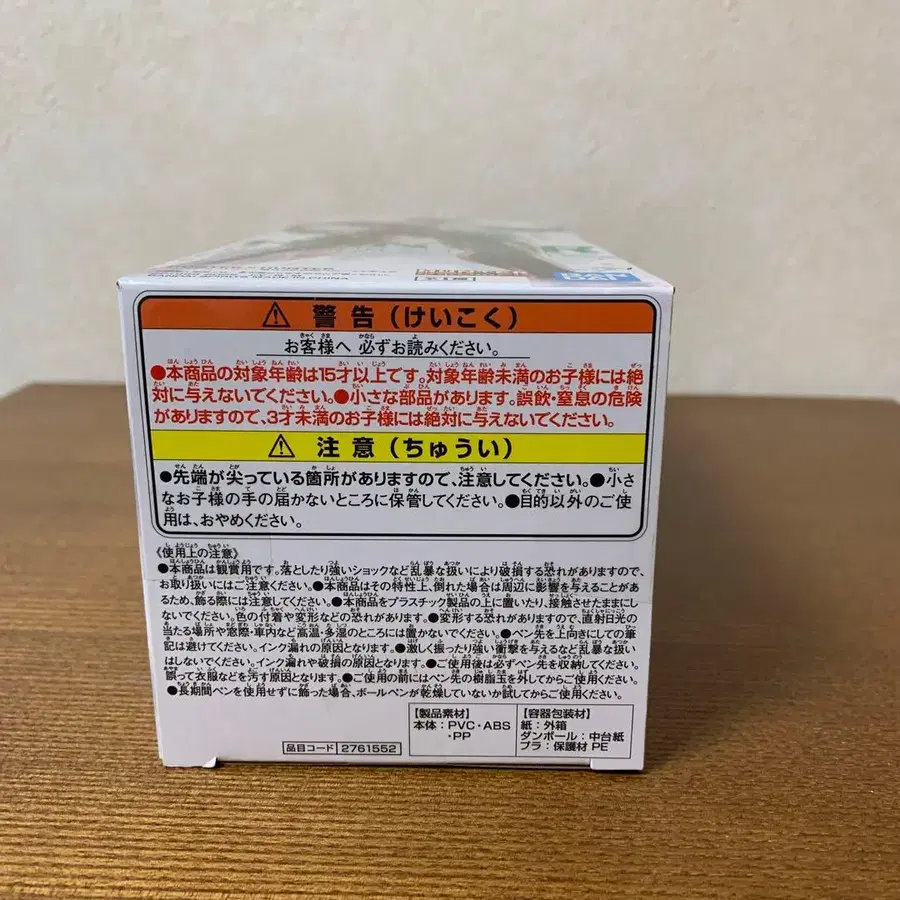 ⚠ 警告（けいこく）
お客様へ 必ずお読みください。
●本商品の対象年齢は15才以上です。対象年齢未満のお子様には絶
対に与えないでください。●小さな部品があります。誤飲・窒息の危険
がありますので、3才未満のお子様には絶対に与えないでください。
⚠ 注意（ちゅうい）
●先端が尖っている箇所がありますので、注意してください。●小さ
なお子様の手の届かないところに保管してください。●目的以外のご使
用は、おやめください。
《使用上の注意》
●本商品は観賞用です。落としたり強いショックなど乱暴な扱いにより破損する恐れがありますので、
お取り扱いにはご注意ください。●本商品はその特性上、倒れた場合は周辺に影響を与えることがあ
るため、飾る際には注意してください。●本商品をプラスチック製品の上に置いたり、接触させたままにし
ないでください。色の付着や変形などの恐れがあります。●変形する恐れがありますので、直射日光の
当たる場所や窓際・車内など高温・多湿のところには置かないでください。●ペン先を上向きにしての筆
記は避けてください。インク漏れの原因となります。●激しく振ったり強い衝撃を与えるなど乱暴な扱い
はしないでください。インク漏れや破損の原因となります。●ご使用後は必ずペン先を収納してください。
誤って衣服などを汚す原因となります。●ご使用の前にはペン先の樹脂玉を外してからご使用ください。
●長期間ペンを使用せずに飾った場合、ボールペンが乾燥していないか試してからご使用ください。
【製品素材】
本体：PVC・ABS
・PP
【容器包装材】
紙：外箱
ダンボール：中台紙
プラ：保護材 PE
品目コード 2761552